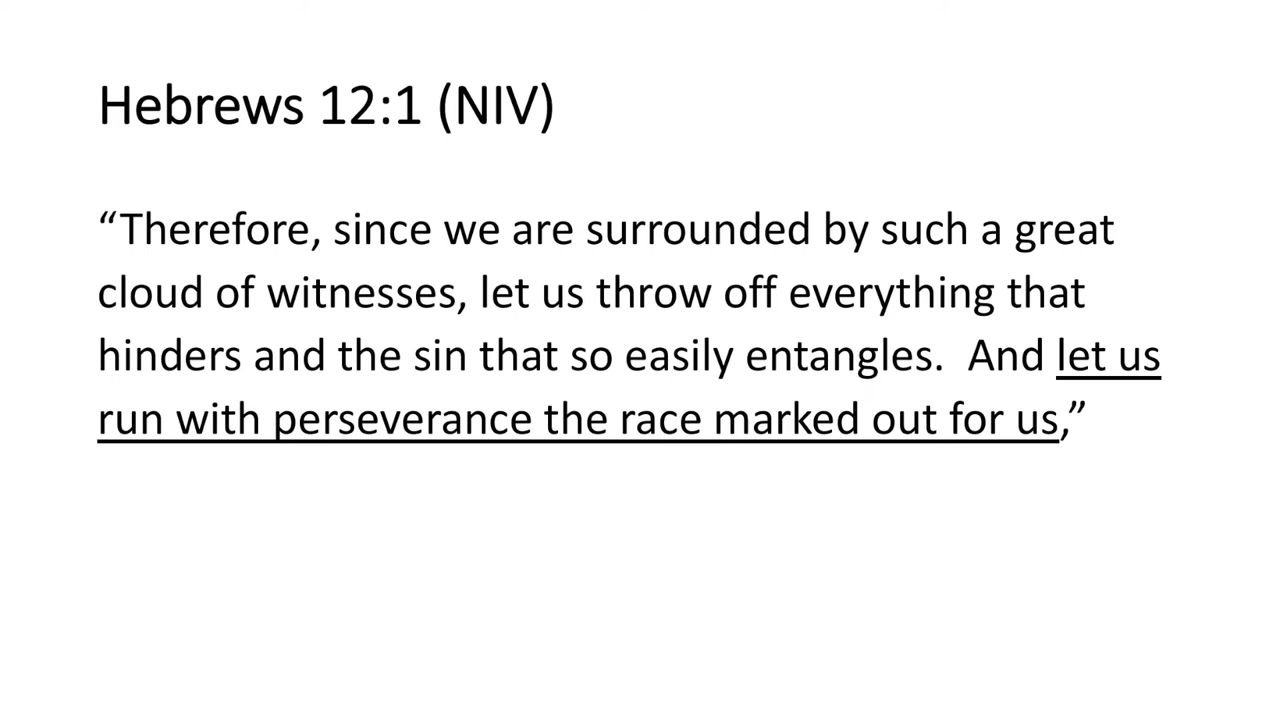 Hebrews 12:1 (NIV)
“Therefore, since we are surrounded by such a great
cloud of witnesses, let us throw off everything that
hinders and the sin that so easily entangles.  And let us
run with perseverance the race marked out for us,”